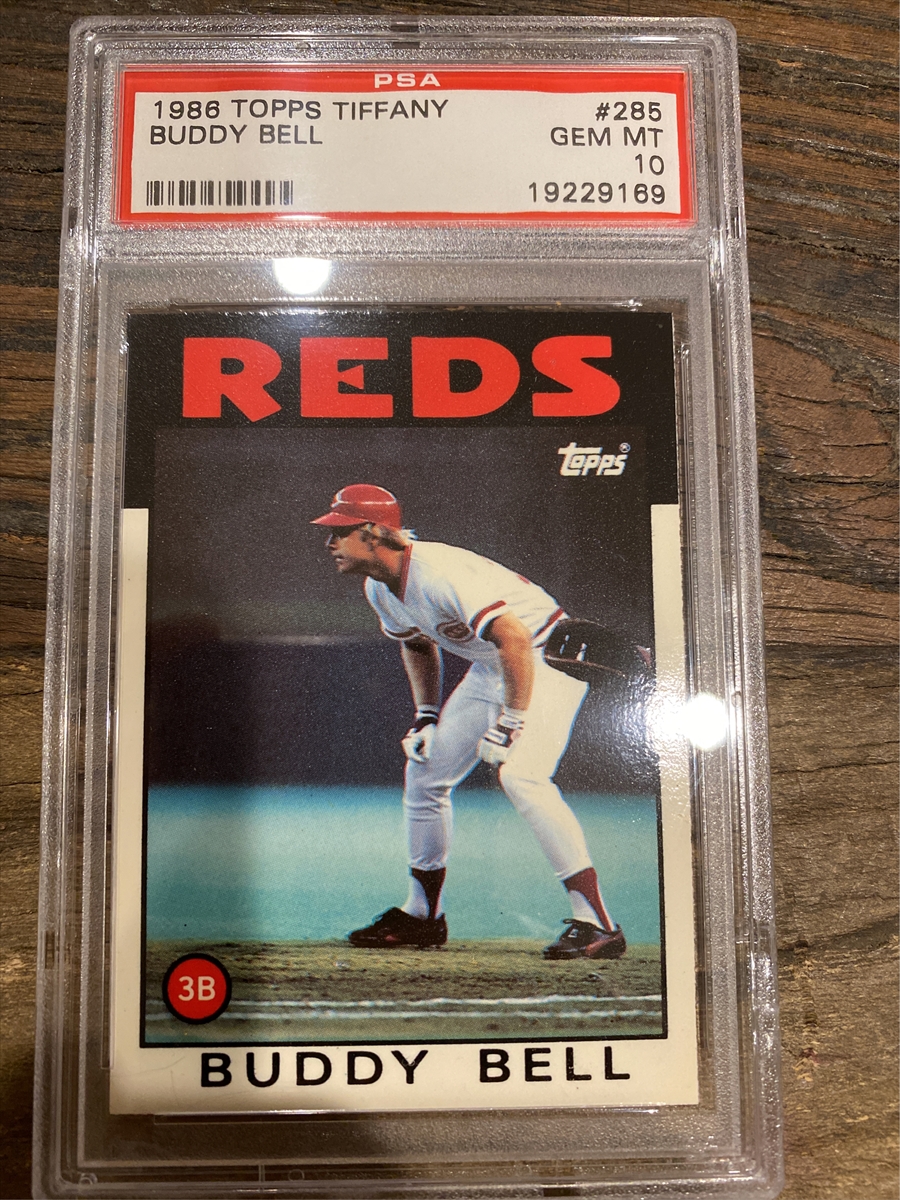 PSA
1986 TOPPS TIFFANY #285
BUDDY BELL GEM MT
10
19229169
REDS
topps®
3B
BUDDY BELL